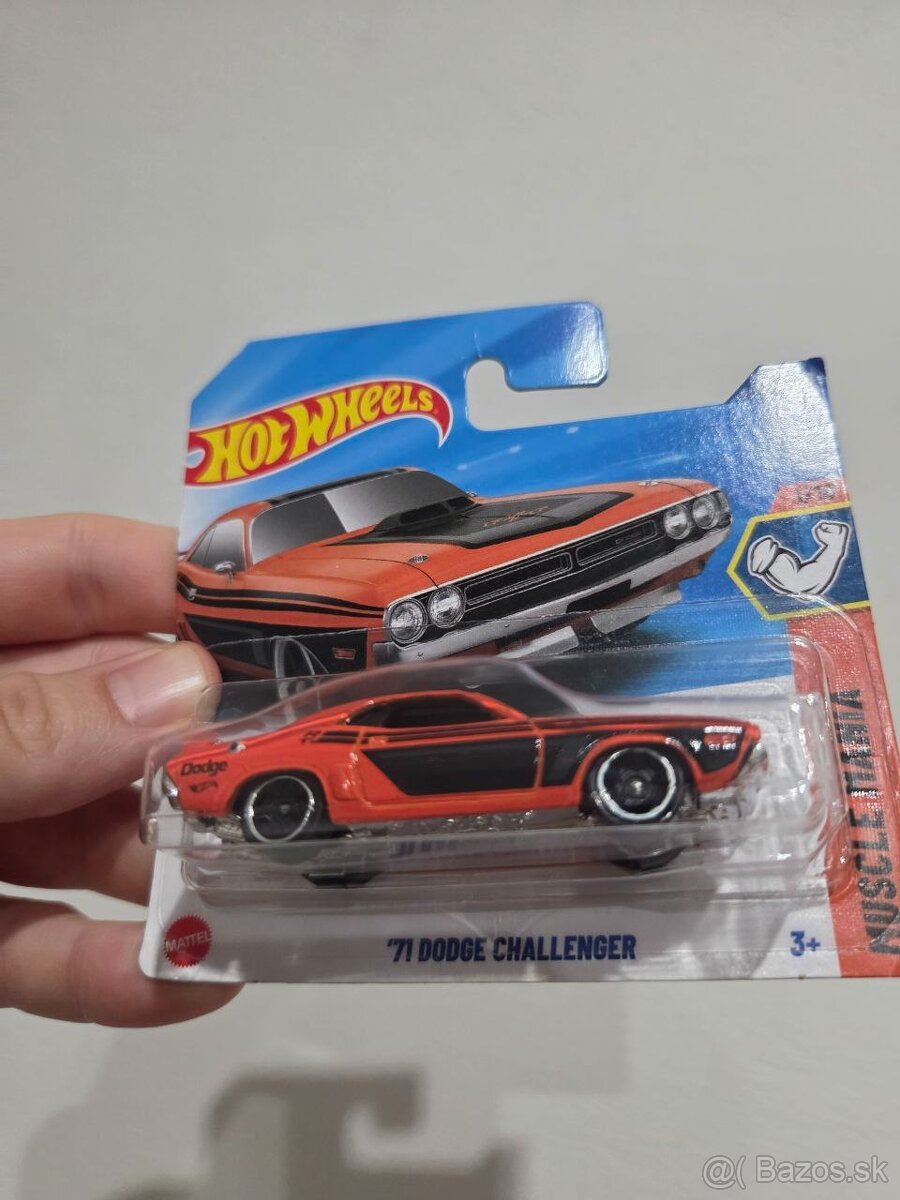 HOT WHEELS
'71 DODGE CHALLENGER
3+
MATTEL
MUSCLE MANIA
Dodge
@( Bazos.sk